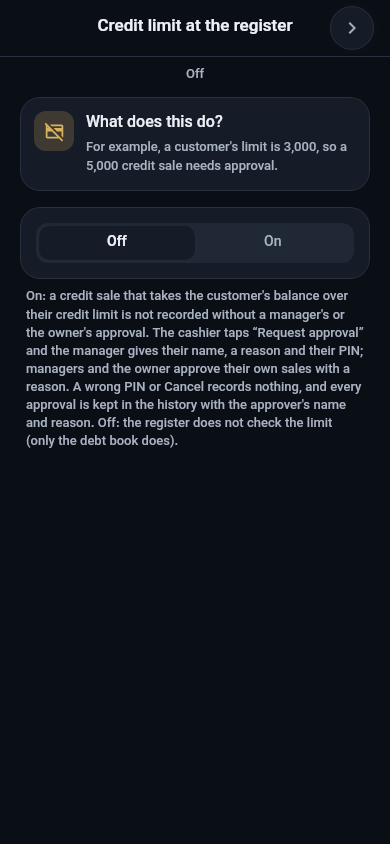 Credit limit at the register
Off
What does this do?
For example, a customer's limit is 3,000, so a
5,000 credit sale needs approval.
Off
On
On: a credit sale that takes the customer's balance over
their credit limit is not recorded without a manager's or
the owner's approval. The cashier taps “Request approval”
and the manager gives their name, a reason and their PIN;
managers and the owner approve their own sales with a
reason. A wrong PIN or Cancel records nothing, and every
approval is kept in the history with the approver's name
and reason. Off: the register does not check the limit
(only the debt book does).